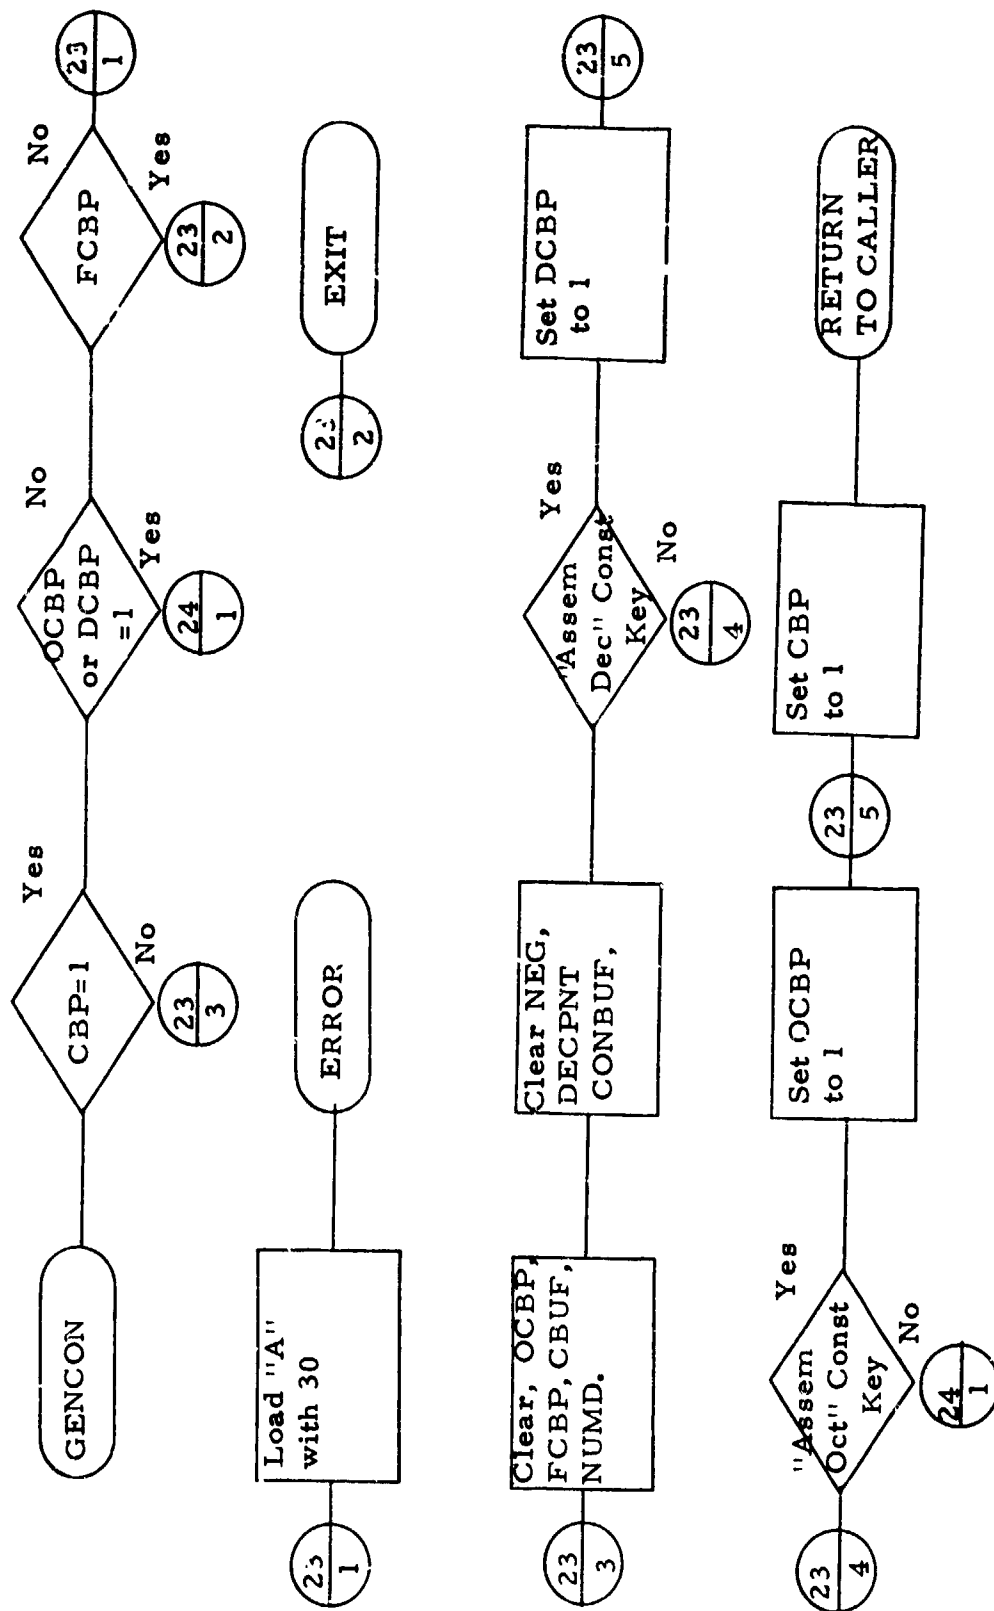 GENCON
CBP=1
Yes
No
23
3
OCBP
or DCBP
=1
No
Yes
24
1
FCBP
No
Yes
23
2
23
1
23
1
Load "A"
with 30
ERROR
23
2
EXIT
23
3
Clear, OCBP,
FCBP, CBUF,
NUMD.
Clear NEG,
DECPNT
CONBUF,
"Assem
Dec" Const
Key
Yes
No
23
4
Set DCBP
to 1
23
5
23
4
"Assem
Oct" Const
Key
Yes
No
24
1
Set OCBP
to 1
23
5
Set CBP
to 1
RETURN
TO CALLER